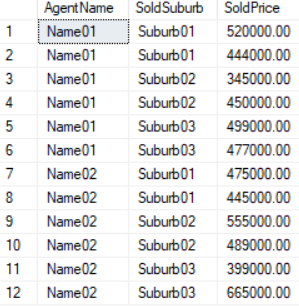 AgentName SoldSuburb SoldPrice
1 Name01 Suburb01 520000.00
2 Name01 Suburb01 444000.00
3 Name01 Suburb02 345000.00
4 Name01 Suburb02 450000.00
5 Name01 Suburb03 499000.00
6 Name01 Suburb03 477000.00
7 Name02 Suburb01 475000.00
8 Name02 Suburb01 445000.00
9 Name02 Suburb02 555000.00
10 Name02 Suburb02 489000.00
11 Name02 Suburb03 399000.00
12 Name02 Suburb03 665000.00